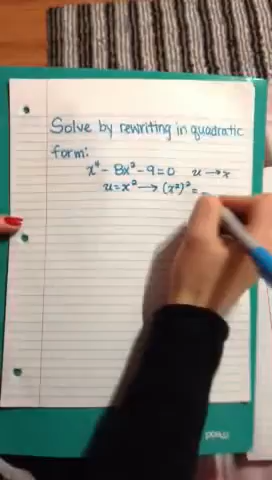 Solve by rewriting in quadratic
form:
x⁴ - 8x² - 9 = 0   u → x
u = x² → (x²)² =